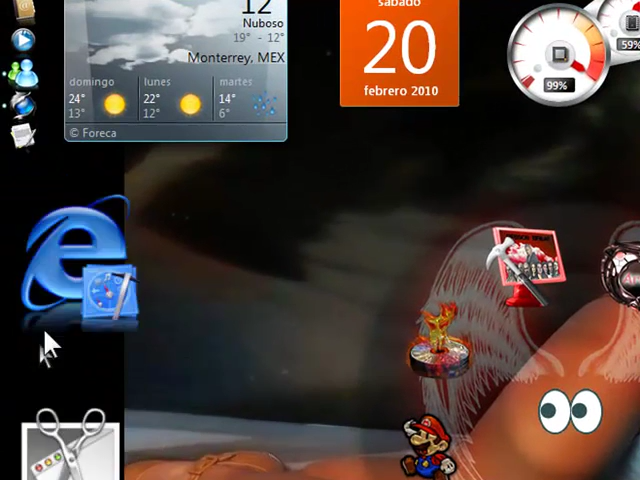 12
Nuboso
19° - 12°
Monterrey, MEX
domingo lunes martes
24° 22° 14°
13° 12° 6°
© Foreca
sábado
20
febrero 2010
99%
59%